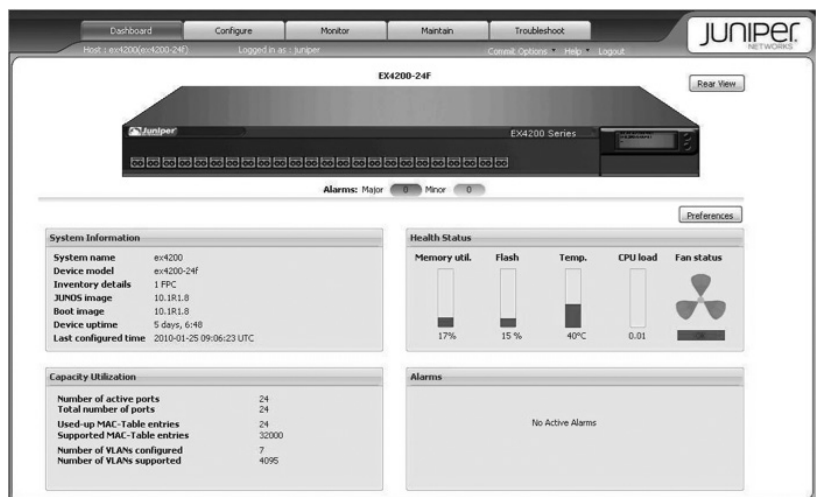 Dashboard Configure Monitor Maintain Troubleshoot
JUNIPER
NETWORKS
Host : ex4200(ex4200-24F) Logged in as : juniper Commit Options Help Logout
EX4200-24F
Rear View
Juniper EX4200 Series
Alarms: Major 0 Minor 0
Preferences
System Information
System name ex4200
Device model ex4200-24f
Inventory details 1 FPC
JUNOS image 10.1R1.8
Boot image 10.1R1.8
Device uptime 5 days, 6:48
Last configured time 2010-01-25 09:06:23 UTC
Health Status
Memory util. Flash Temp. CPU load Fan status
17% 15 % 40°C 0.01
Capacity Utilization
Number of active ports 24
Total number of ports 24
Used-up MAC-Table entries 24
Supported MAC-Table entries 32000
Number of VLANs configured 7
Number of VLANs supported 4095
Alarms
No Active Alarms